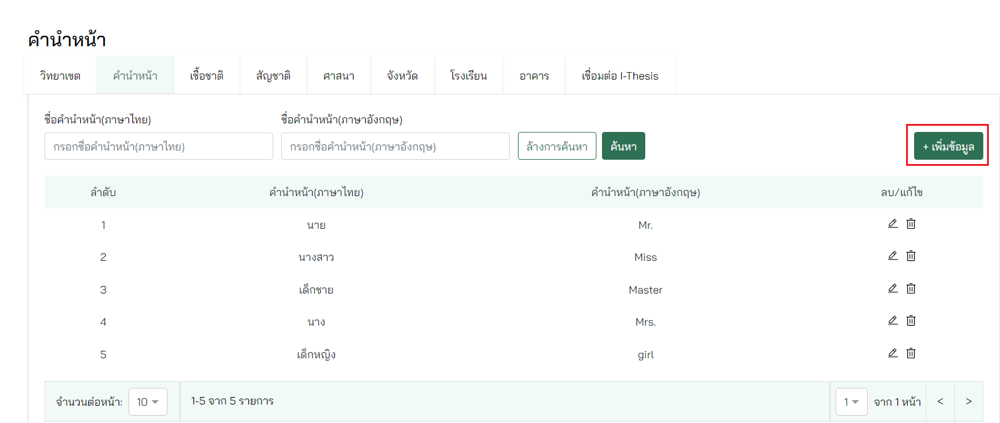 คำนำหน้า
วิทยาเขต คำนำหน้า เชื้อชาติ สัญชาติ ศาสนา จังหวัด โรงเรียน อาคาร เชื่อมต่อ I-Thesis
ชื่อคำนำหน้า(ภาษาไทย) ชื่อคำนำหน้า(ภาษาอังกฤษ)
กรอกชื่อคำนำหน้า(ภาษาไทย) กรอกชื่อคำนำหน้า(ภาษาอังกฤษ) ล้างการค้นหา ค้นหา + เพิ่มข้อมูล
ลำดับ คำนำหน้า(ภาษาไทย) คำนำหน้า(ภาษาอังกฤษ) ลบ/แก้ไข
1 นาย Mr.
2 นางสาว Miss
3 เด็กชาย Master
4 นาง Mrs.
5 เด็กหญิง girl
จำนวนต่อหน้า: 10 1-5 จาก 5 รายการ 1 จาก 1 หน้า < >